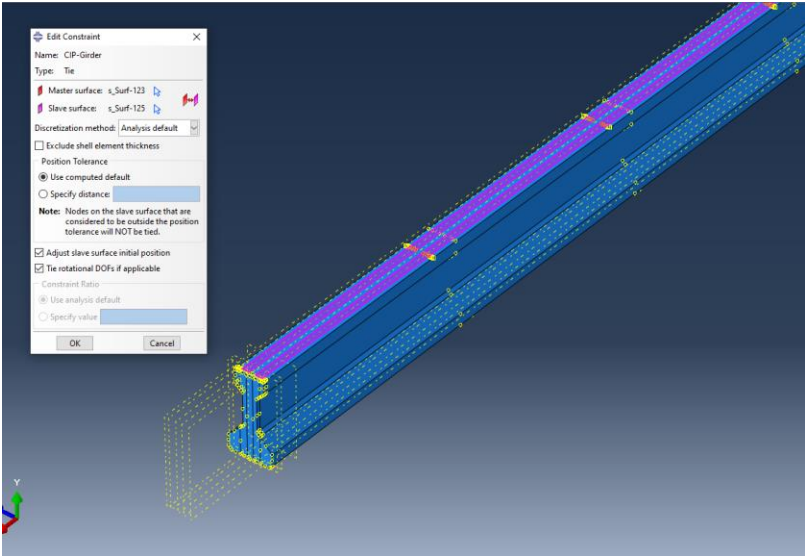 Edit Constraint
Name: CIP-Girder
Type: Tie
Master surface: s_Surf-123
Slave surface: s_Surf-125
Discretization method: Analysis default
Exclude shell element thickness
Position Tolerance
Use computed default
Specify distance:
Note: Nodes on the slave surface that are
considered to be outside the position
tolerance will NOT be tied.
Adjust slave surface initial position
Tie rotational DOFs if applicable
Constraint Ratio
Use analysis default
Specify value
OK Cancel
Y